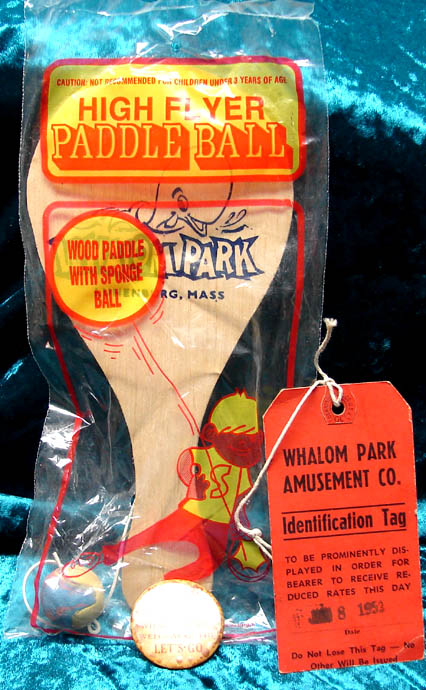 CAUTION: NOT RECOMMENDED FOR CHILDREN UNDER 3 YEARS OF AGE
HIGH FLYER
PADDLE BALL
WOOD PADDLE
WITH SPONGE
BALL
PARK
RG, MASS
WHALOM PARK
AMUSEMENT CO.
Identification Tag
TO BE PROMINENTLY DIS-
PLAYED IN ORDER FOR
BEARER TO RECEIVE RE-
DUCED RATES THIS DAY
8 1953
Date
Do Not Lose This Tag — No
Other Will Be Issued
LET'S GO